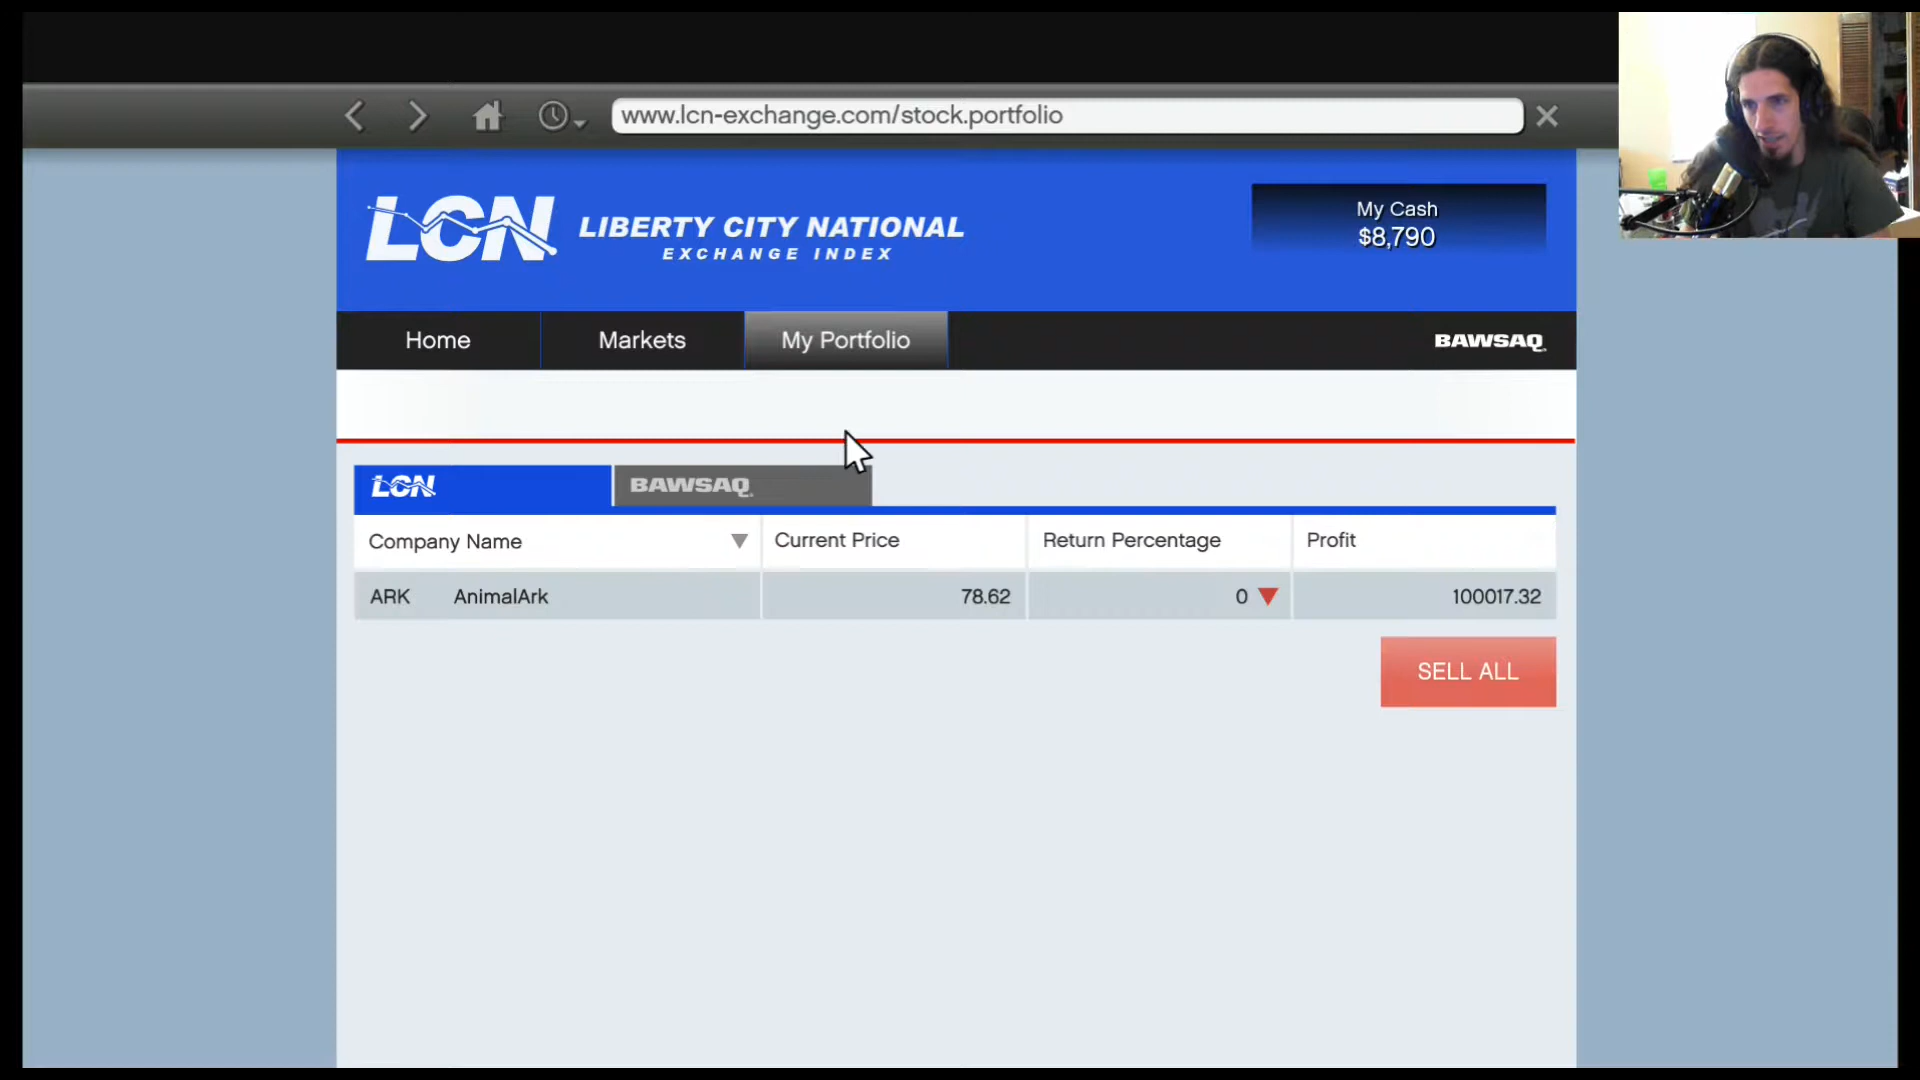 www.lcn-exchange.com/stock.portfolio
LCN LIBERTY CITY NATIONAL
EXCHANGE INDEX
My Cash
$8,790
Home Markets My Portfolio BAWSAQ
LCN BAWSAQ
Company Name Current Price Return Percentage Profit
ARK AnimalArk 78.62 0 100017.32
SELL ALL